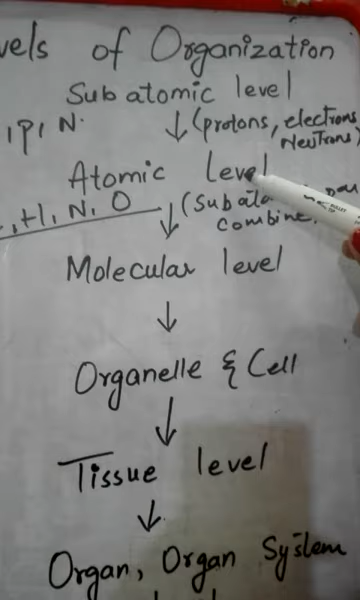 vels of Organization
Sub atomic level
(protons, electrons
Neutrons)
, P, N.
Atomic level
, H, N, O
(Subato
combine.
Molecular level
Organelle & Cell
Tissue level
Organ, Organ System